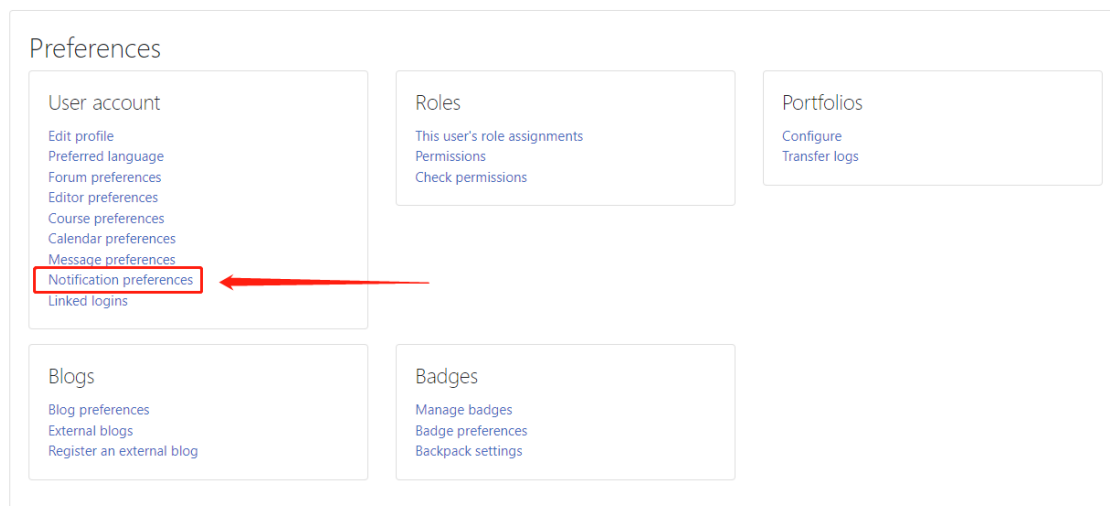 Preferences
User account
Edit profile
Preferred language
Forum preferences
Editor preferences
Course preferences
Calendar preferences
Message preferences
Notification preferences
Linked logins
Roles
This user's role assignments
Permissions
Check permissions
Portfolios
Configure
Transfer logs
Blogs
Blog preferences
External blogs
Register an external blog
Badges
Manage badges
Badge preferences
Backpack settings